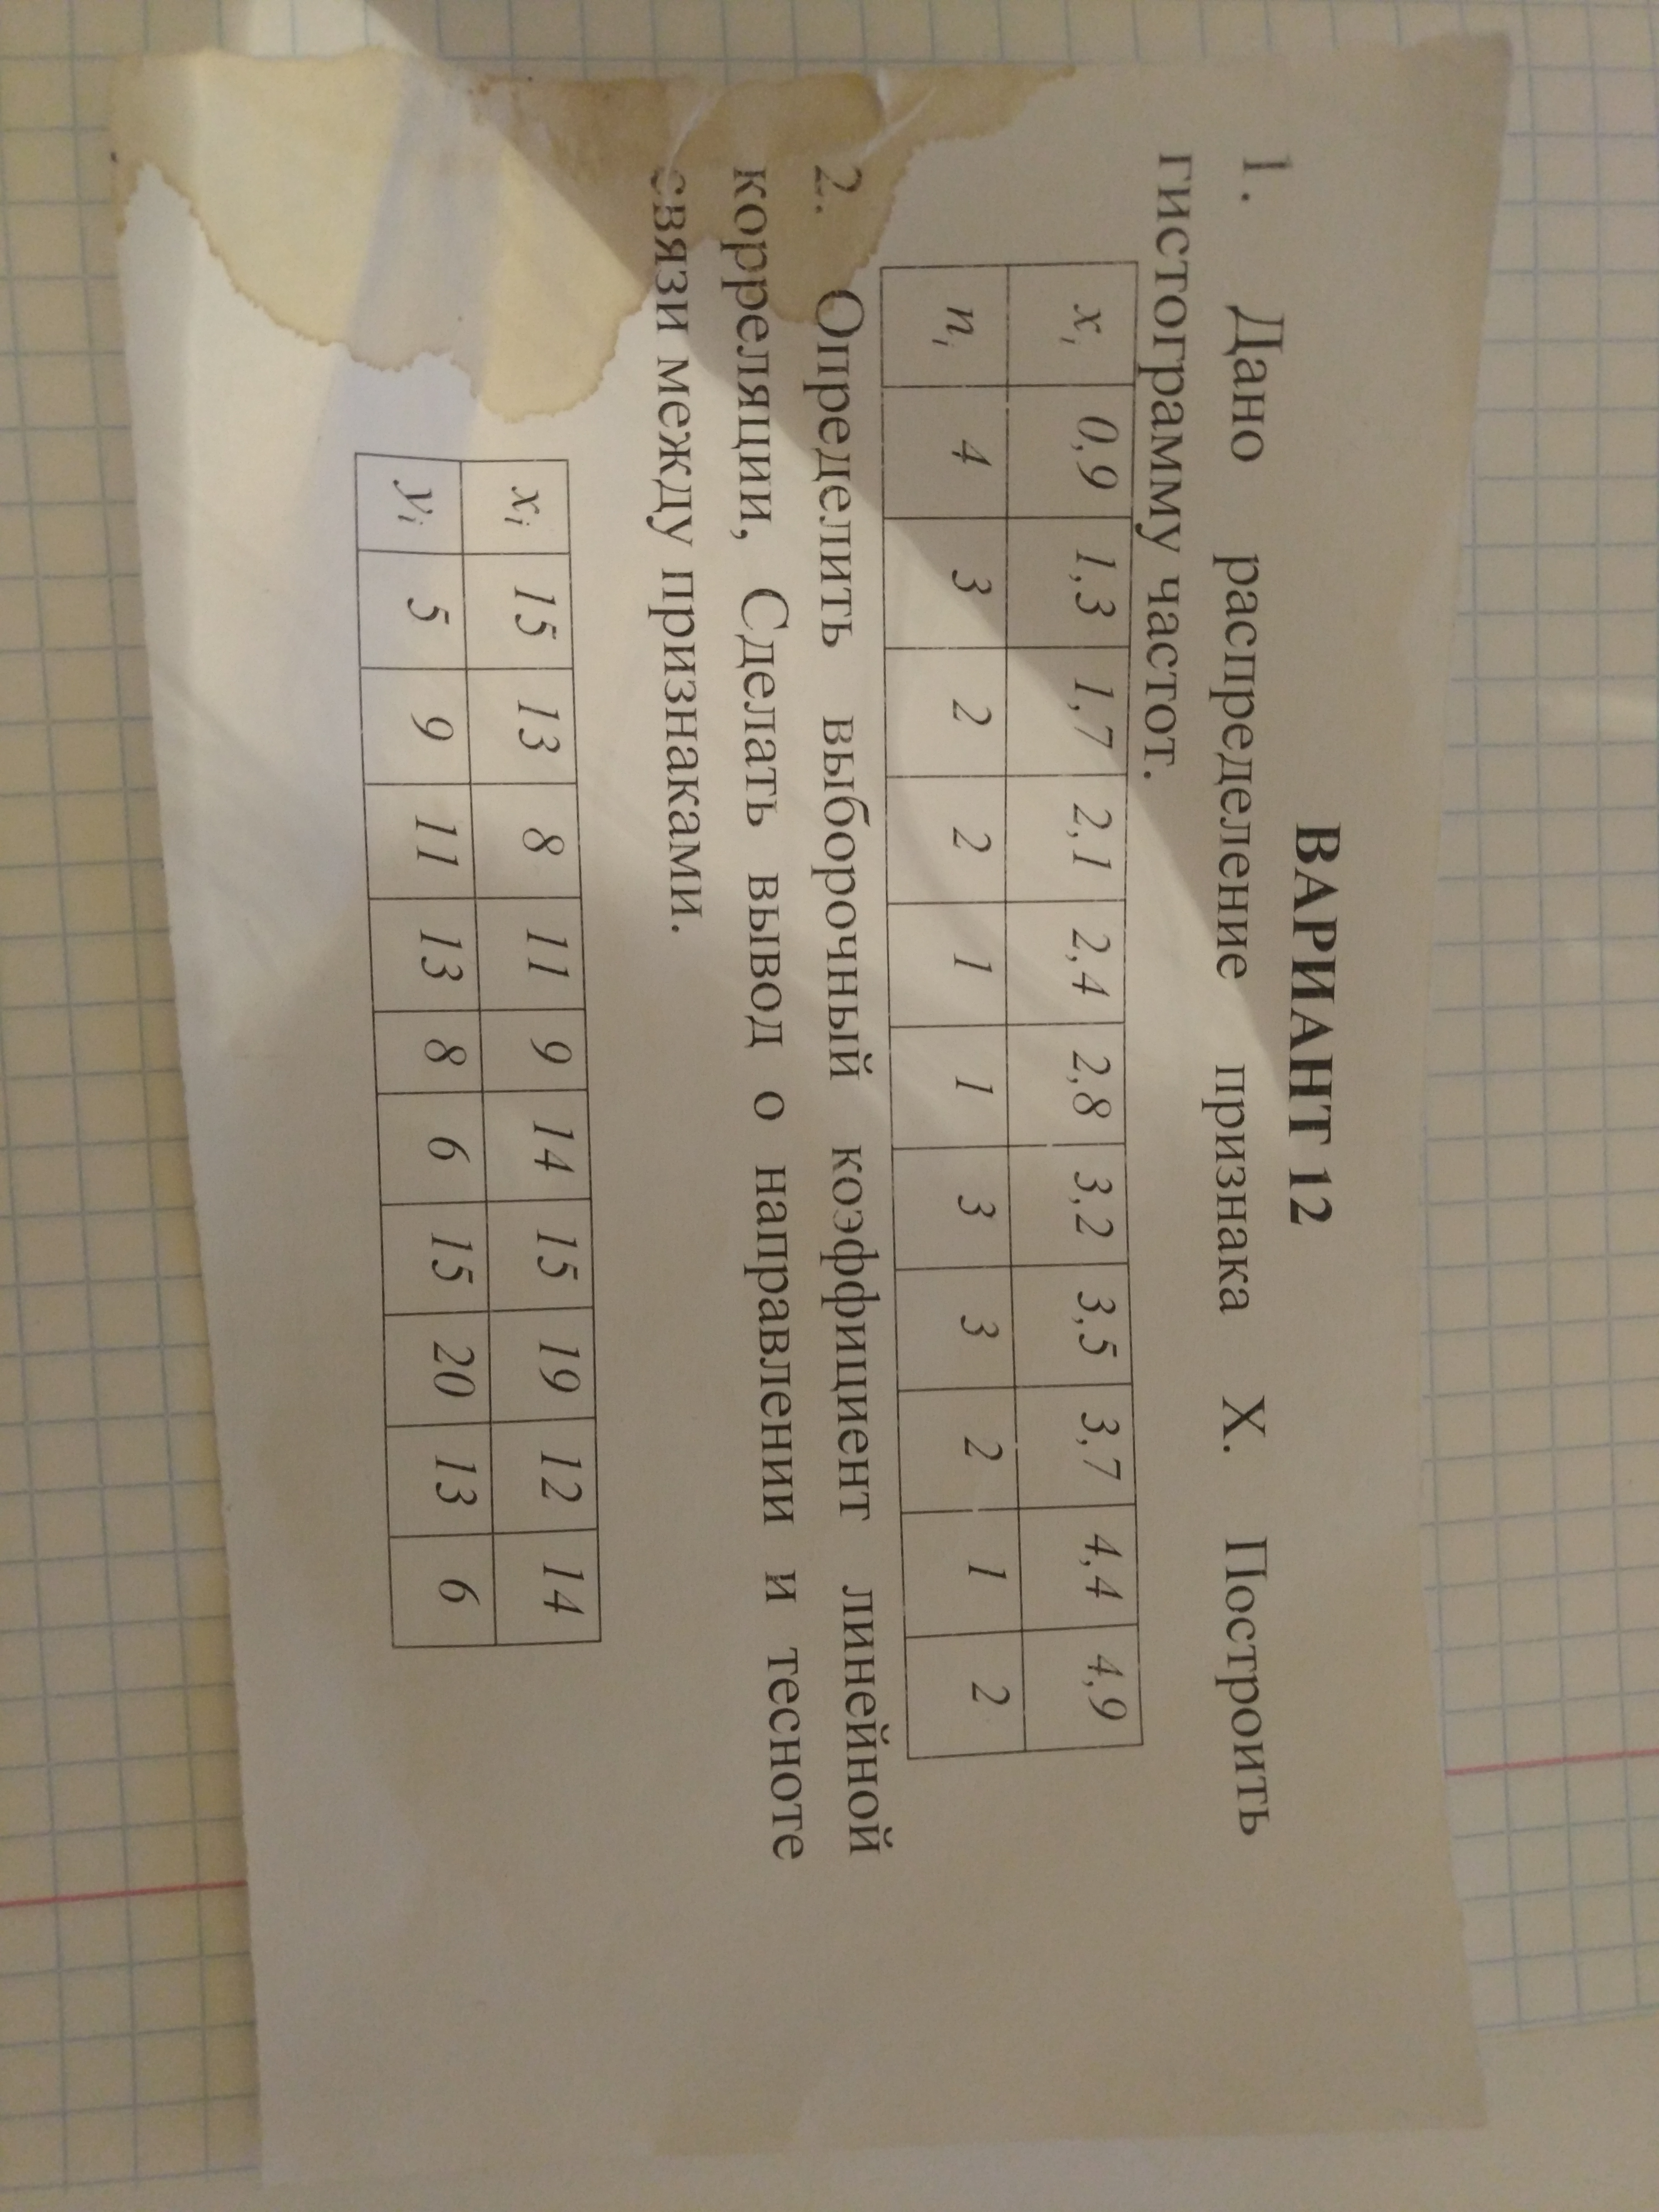 ВАРИАНТ 12
1. Дано распределение признака X. Построить
гистограмму частот.
xi 0,9 1,3 1,7 2,1 2,4 2,8 3,2 3,5 3,7 4,4 4,9
ni 4 3 2 2 1 1 3 3 2 1 2
2. Определить выборочный коэффициент линейной
корреляции, Сделать вывод о направлении и тесноте
связи между признаками.
xi 15 13 8 11 9 14 15 19 12 14
yi 5 9 11 13 8 6 15 20 13 6